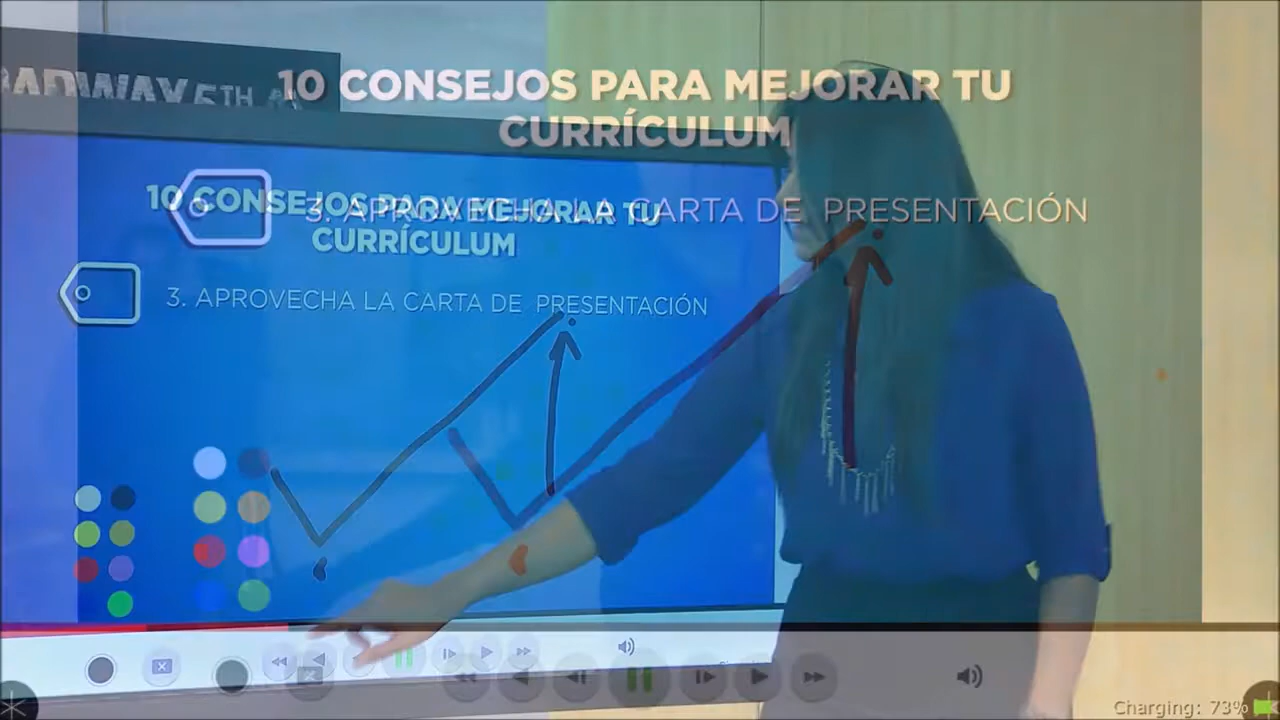 5TH
10 CONSEJOS PARA MEJORAR TU
CURRÍCULUM
3. APROVECHA LA CARTA DE PRESENTACIÓN
10 CONSEJOS PARA MEJORAR TU
CURRÍCULUM
3. APROVECHA LA CARTA DE PRESENTACIÓN
Charging: 73%